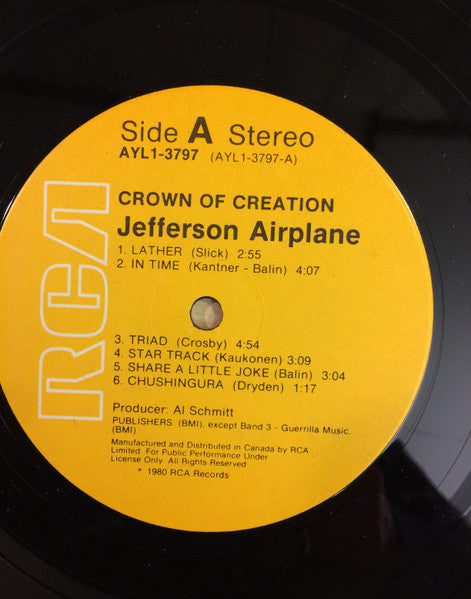 RCA
Side A Stereo
AYL1-3797 (AYL1-3797-A)
CROWN OF CREATION
Jefferson Airplane
1. LATHER (Slick) 2:55
2. IN TIME (Kantner - Balin) 4:07
3. TRIAD (Crosby) 4:54
4. STAR TRACK (Kaukonen) 3:09
5. SHARE A LITTLE JOKE (Balin) 3:04
6. CHUSHINGURA (Dryden) 1:17
Producer: Al Schmitt
PUBLISHERS: (BMI), except Band 3 - Guerrilla Music.
(BMI)
Manufactured and Distributed in Canada by RCA
Limited. For Public Performance Under
License Only. All Rights Reserved
1980 RCA Records